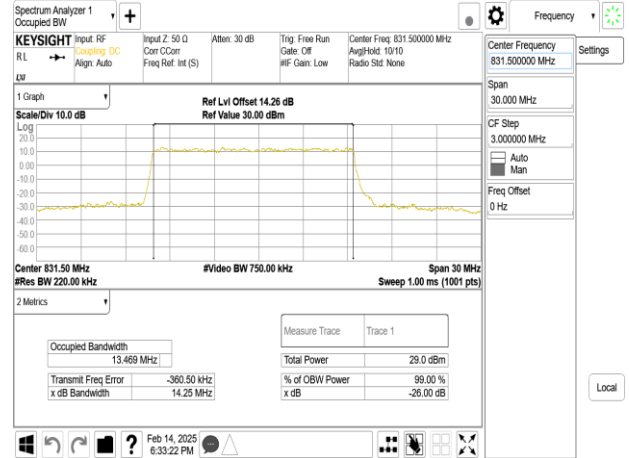 Spectrum Analyzer 1
Occupied BW
Frequency
KEYSIGHT
RL
LXI
Input: RF
Coupling: DC
Align: Auto
Input Z: 50 Ω
Corr CCorr
Freq Ref: Int (S)
Atten: 30 dB
Trig: Free Run
Gate: Off
#IF Gain: Low
Center Freq: 831.500000 MHz
Avg|Hold: 10/10
Radio Std: None
Center Frequency
831.500000 MHz
Settings
Span
30.000 MHz
CF Step
3.000000 MHz
Auto
Man
Freq Offset
0 Hz
Local
1 Graph
Scale/Div 10.0 dB
Ref Lvl Offset 14.26 dB
Ref Value 30.00 dBm
Log
20.0
10.0
0.00
-10.0
-20.0
-30.0
-40.0
-50.0
-60.0
Center 831.50 MHz
#Video BW 750.00 kHz
Span 30 MHz
#Res BW 220.00 kHz
Sweep 1.00 ms (1001 pts)
2 Metrics
Measure Trace Trace 1
Occupied Bandwidth
13.469 MHz
Total Power 29.0 dBm
Transmit Freq Error -360.50 kHz
% of OBW Power 99.00 %
x dB Bandwidth 14.25 MHz
x dB -26.00 dB
?
Feb 14, 2025
6:33:22 PM